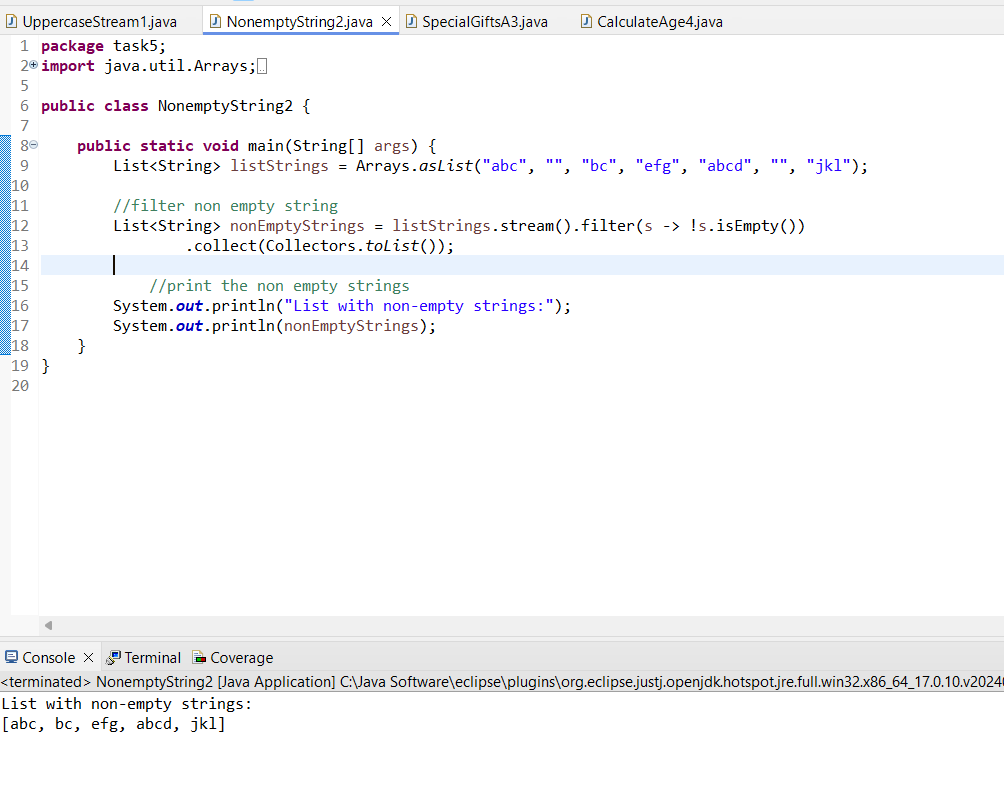 UppercaseStream1.java NonemptyString2.java SpecialGiftsA3.java CalculateAge4.java
1 package task5;
2 import java.util.Arrays;
5
6 public class NonemptyString2 {
7
8     public static void main(String[] args) {
9         List<String> listStrings = Arrays.asList("abc", "", "bc", "efg", "abcd", "", "jkl");
10
11         //filter non empty string
12         List<String> nonEmptyStrings = listStrings.stream().filter(s -> !s.isEmpty())
13                 .collect(Collectors.toList());
14
15             //print the non empty strings
16         System.out.println("List with non-empty strings:");
17         System.out.println(nonEmptyStrings);
18     }
19 }
20
Console Terminal Coverage
<terminated> NonemptyString2 [Java Application] C:\Java Software\eclipse\plugins\org.eclipse.justj.openjdk.hotspot.jre.full.win32.x86_64_17.0.10.v2024
List with non-empty strings:
[abc, bc, efg, abcd, jkl]